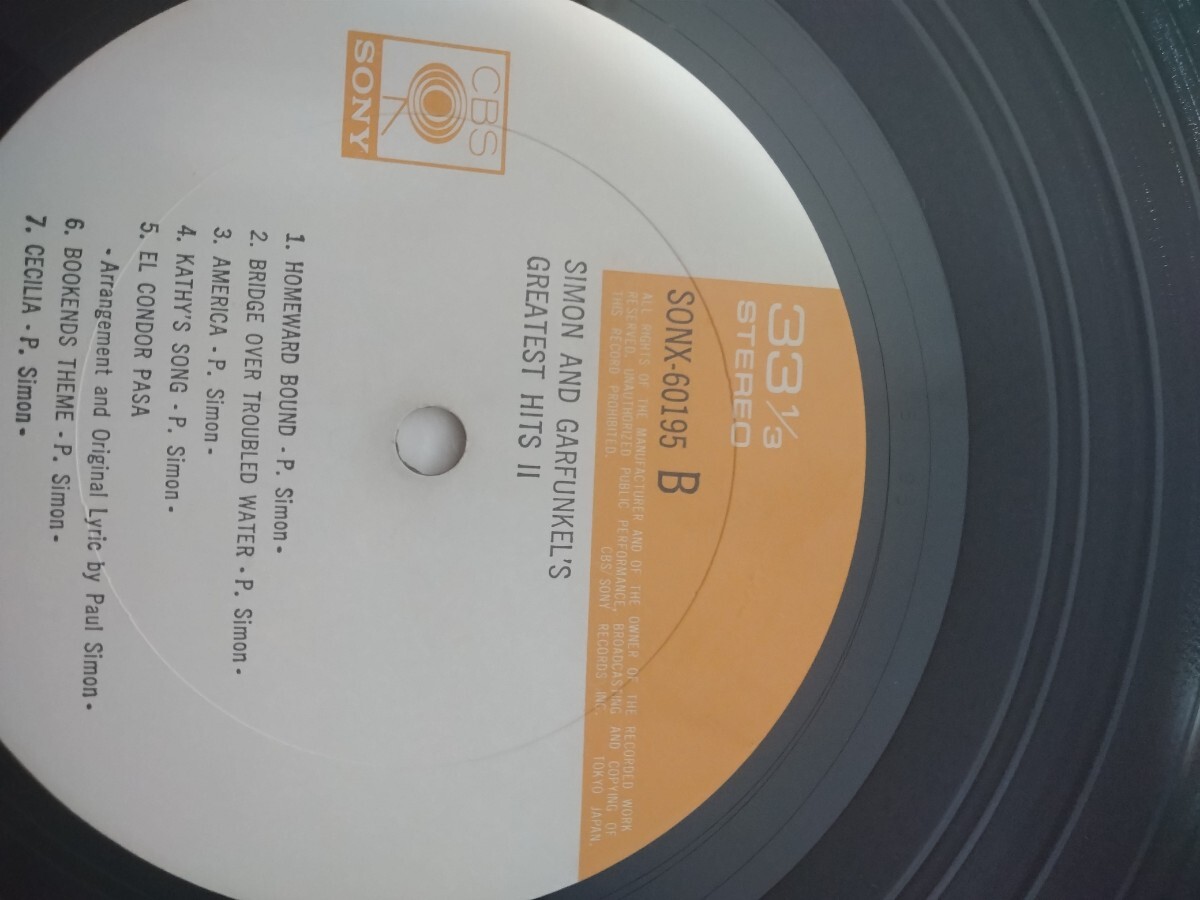 33 1/3
STEREO
SONX-60195 B
ALL RIGHTS OF THE MANUFACTURER AND OF THE OWNER OF THE RECORDED WORK
RESERVED. UNAUTHORIZED PUBLIC PERFORMANCE, BROADCASTING AND COPYING OF
THIS RECORD PROHIBITED. CBS/SONY RECORDS INC. TOKYO JAPAN.
SIMON AND GARFUNKEL'S
GREATEST HITS II
CBS
SONY
1. HOMEWARD BOUND • P. Simon •
2. BRIDGE OVER TROUBLED WATER • P. Simon •
3. AMERICA • P. Simon •
4. KATHY'S SONG • P. Simon •
5. EL CONDOR PASA
• Arrangement and Original Lyric by Paul Simon •
6. BOOKENDS THEME • P. Simon •
7. CECILIA • P. Simon •